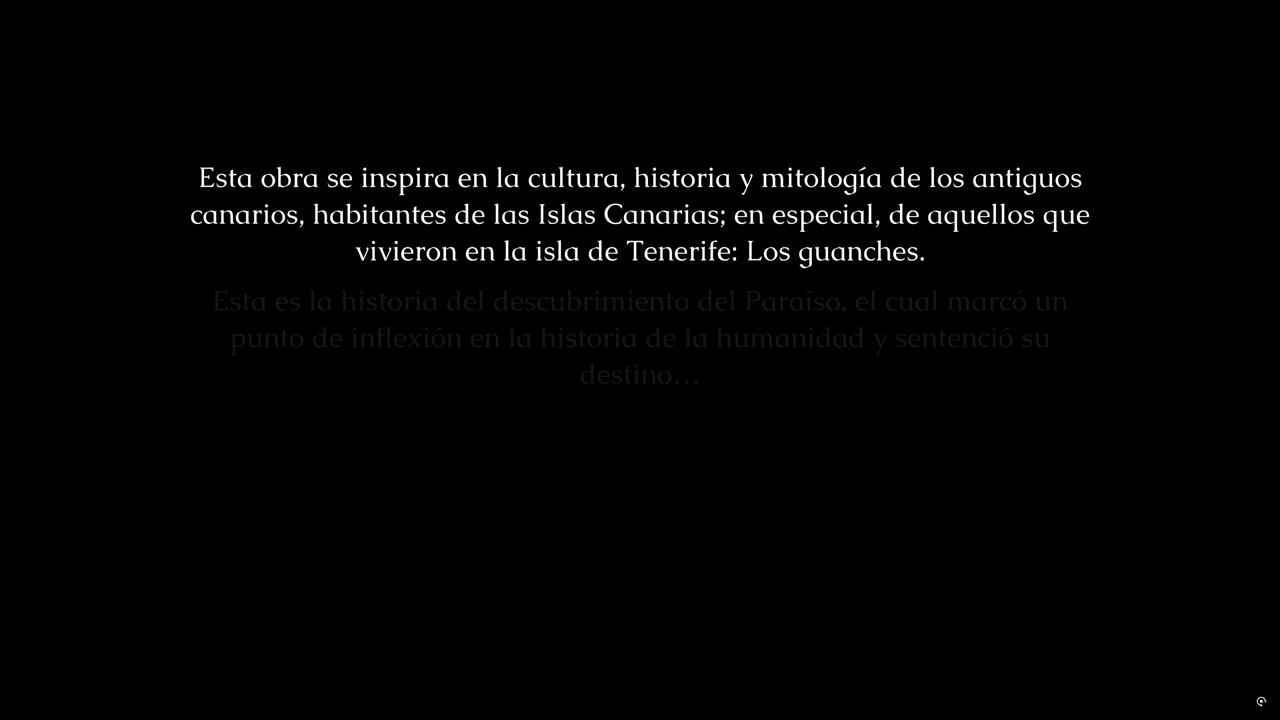 Esta obra se inspira en la cultura, historia y mitología de los antiguos
canarios, habitantes de las Islas Canarias; en especial, de aquellos que
vivieron en la isla de Tenerife: Los guanches.
Esta es la historia del descubrimiento del Paraíso, el cual marcó un
punto de inflexión en la historia de la humanidad y sentenció su
destino…